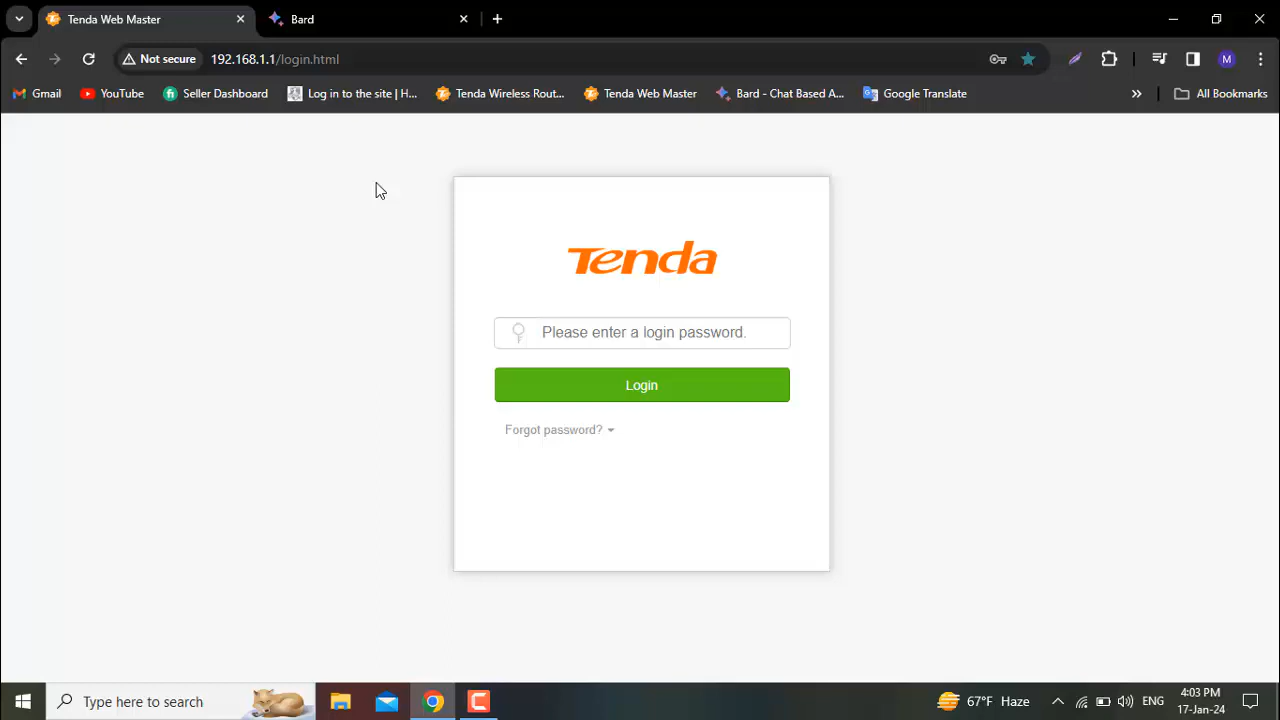 Tenda Web Master
Bard
Not secure 192.168.1.1/login.html
M
Gmail YouTube Seller Dashboard Log in to the site | H... Tenda Wireless Rout... Tenda Web Master Bard - Chat Based A... Google Translate » All Bookmarks
Tenda
Please enter a login password.
Login
Forgot password?
Type here to search
67°F Haze
ENG
4:03 PM
17-Jan-24